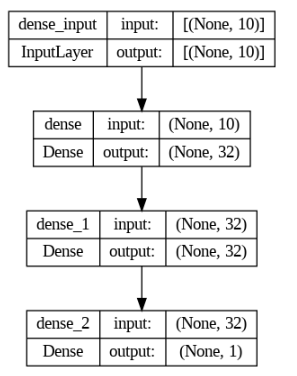 dense_input input: [(None, 10)]
InputLayer output: [(None, 10)]
dense input: (None, 10)
Dense output: (None, 32)
dense_1 input: (None, 32)
Dense output: (None, 32)
dense_2 input: (None, 32)
Dense output: (None, 1)